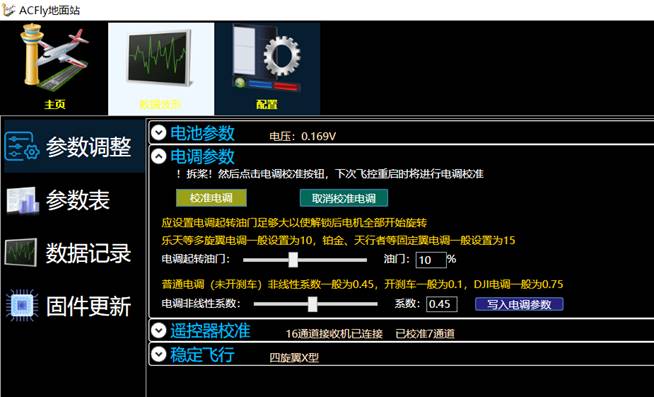 ACFly地面站
主页
数据波形
配置
参数调整
参数表
数据记录
固件更新
电池参数 电压：0.169V
电调参数
！拆桨！然后点击电调校准按钮，下次飞控重启时将进行电调校准
校准电调 取消校准电调
应设置电调起转油门足够大以使解锁后电机全部开始旋转
乐天等多旋翼电调一般设置为10，铂金、天行者等固定翼电调一般设置为15
电调起转油门： 油门：10%
普通电调（未开刹车）非线性系数一般为0.45，开刹车一般为0.1，DJI电调一般为0.75
电调非线性系数： 系数：0.45 写入电调参数
遥控器校准 16通道接收机已连接 已校准7通道
稳定飞行 四旋翼X型